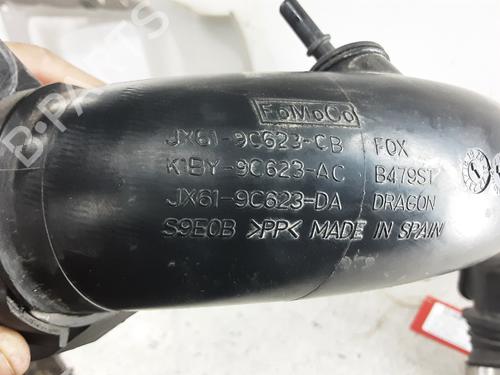 B-Parts
FoMoCo
JX61-9C623-CB FOX
K1BY-9C623-AC B479ST
JX61-9C623-DA DRAGON
S9E0B >PP< MADE IN SPAIN